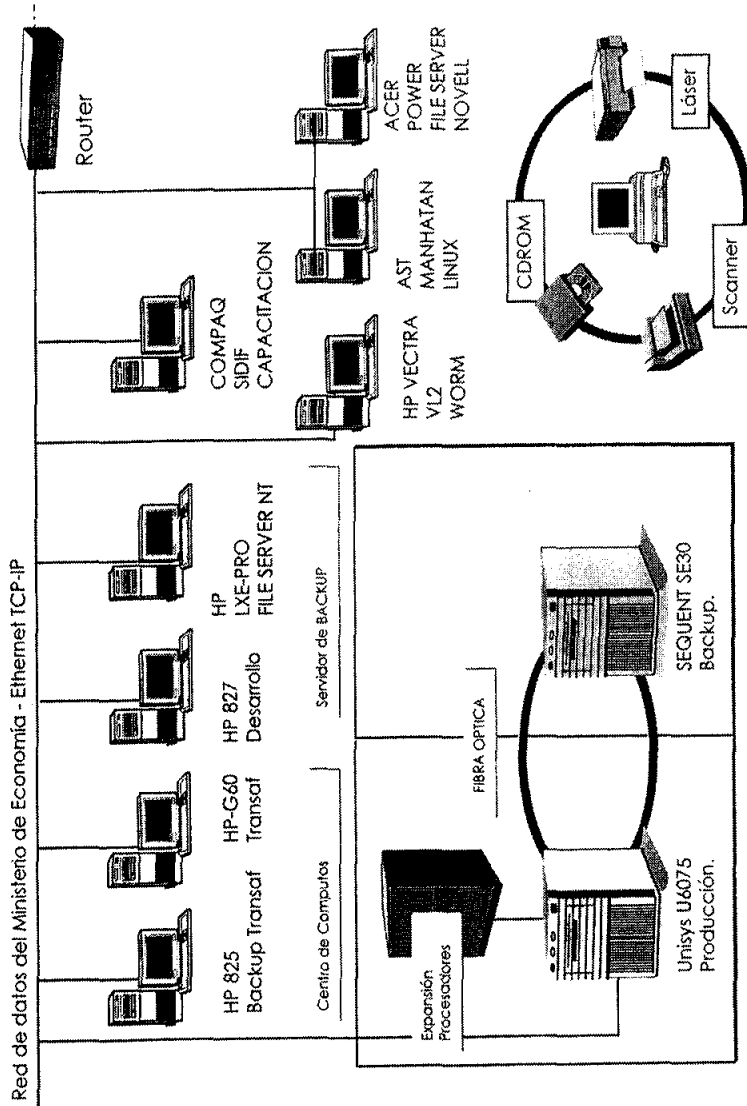 Red de datos del Ministerio de Economía - Ethernet TCP-IP
Router
HP 825
Backup Transaf
HP-G60
Transaf
HP 827
Desarrollo
HP
LXE-PRO
FILE SERVER NT
COMPAQ
SIDIF
CAPACITACION
Centro de Computos
Servidor de BACKUP
HP VECTRA
VL2
WORM
AST
MANHATAN
LINUX
ACER
POWER
FILE SERVER
NOVELL
Expansión
Procesadores
FIBRA OPTICA
Unisys U6075
Producción.
SEQUENT SE30
Backup.
CDROM
Scanner
Láser